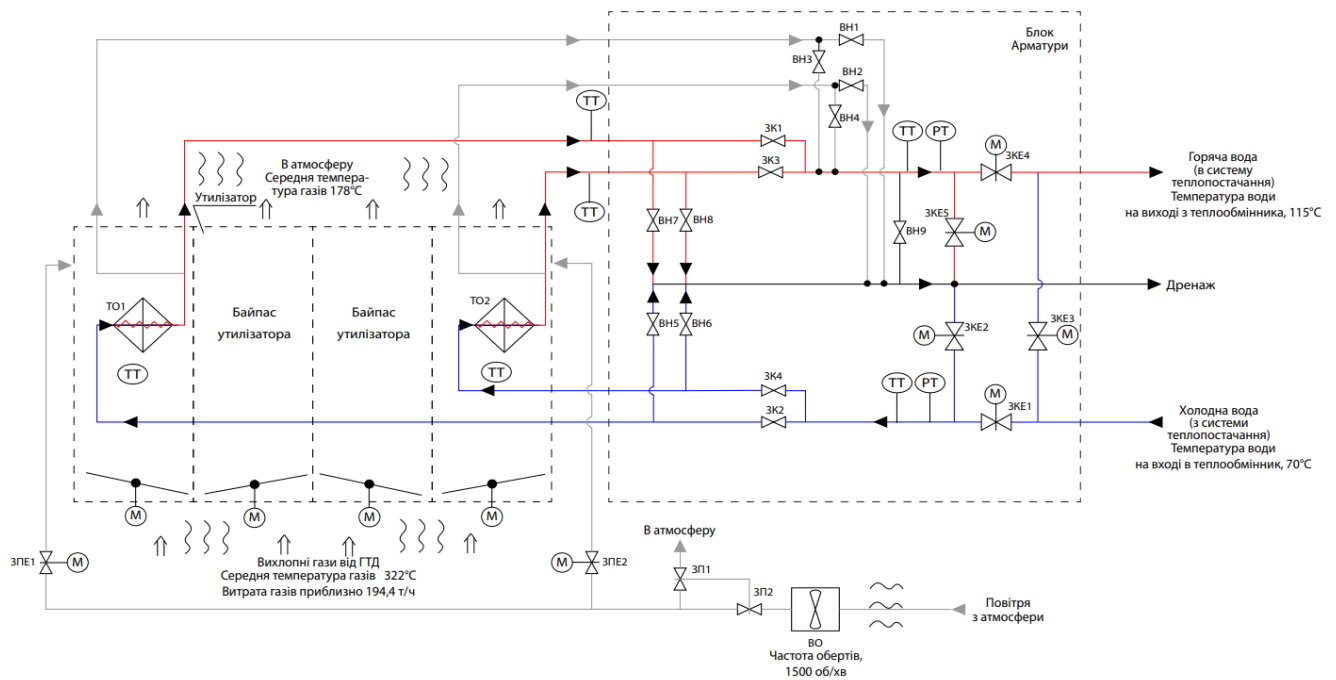 Блок
Арматури
ВН1
ВН3
ВН2
ВН4
ТТ
ЗК1
ТТ
РТ
М
ЗКЕ4
В атмосферу
Середня темпера-
тура газів 178°С
Утилізатор
ЗК3
Горяча вода
(в систему
теплопостачання)
Температура води
на виході з теплообмінника, 115°С
ТТ
ВН7
ВН8
ВН9
ЗКЕ5
М
Дренаж
ТО1
Байпас
утилізатора
Байпас
утилізатора
ТО2
ВН5
ВН6
М
ЗКЕ2
ЗКЕ3
М
ТТ
ТТ
ЗК4
ТТ
РТ
М
ЗКЕ1
ЗК2
Холодна вода
(з системи
теплопостачання)
Температура води
на вході в теплообмінник, 70°С
М
М
М
М
В атмосферу
ЗПЕ1
М
Вихлопні гази від ГТД
Середня температура газів 322°С
Витрата газів приблизно 194,4 т/ч
М
ЗПЕ2
ЗП1
ЗП2
Повітря
з атмосфери
ВО
Частота обертів,
1500 об/хв